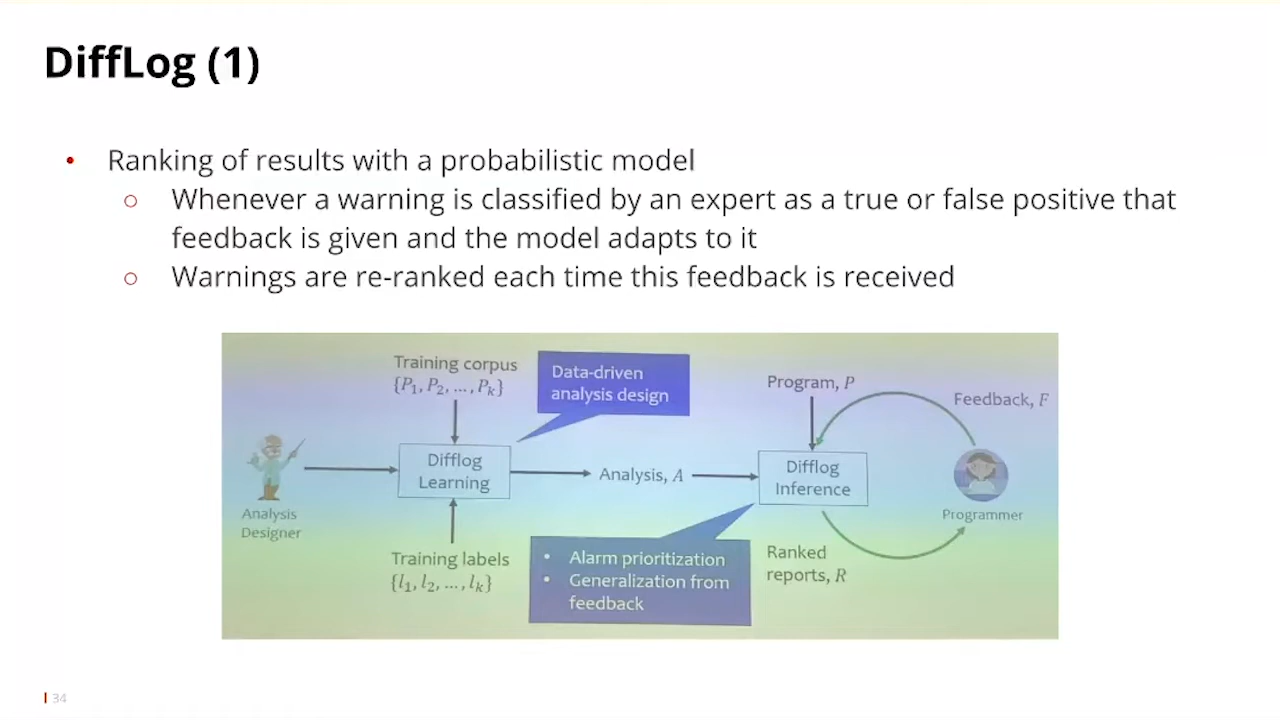 DiffLog (1)
• Ranking of results with a probabilistic model
○ Whenever a warning is classified by an expert as a true or false positive that
feedback is given and the model adapts to it
○ Warnings are re-ranked each time this feedback is received
Training corpus
{P₁, P₂, ..., Pₖ}
Data-driven
analysis design
Program, P
Feedback, F
Difflog
Learning
Analysis, A
Difflog
Inference
Analysis
Designer
Programmer
Training labels
{l₁, l₂, ..., lₖ}
• Alarm prioritization
• Generalization from
feedback
Ranked
reports, R
34